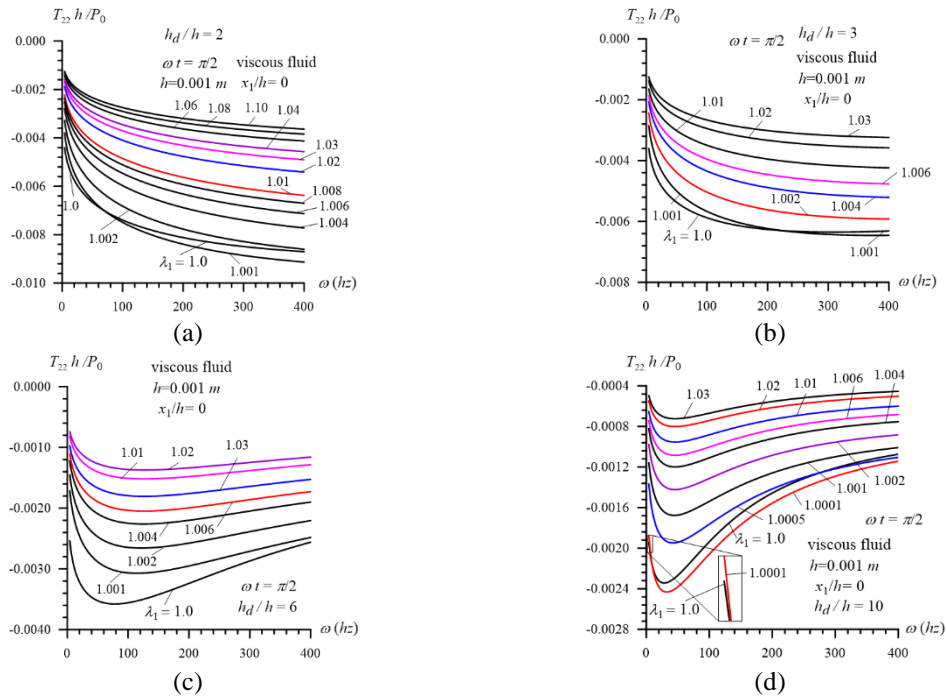 T₂₂ h /P₀
h_d / h = 2
ω t = π/2 viscous fluid
h=0.001 m
x₁/h= 0
0.000
-0.002
-0.004
-0.006
-0.008
-0.010
1.06 1.08 1.10 1.04
1.03
1.02
1.01
1.008
1.006
1.004
1.0
1.002
λ₁= 1.0
1.001
0 100 200 300 400
ω (hz)
(a)
T₂₂ h /P₀
ω t = π/2 h_d / h = 3
viscous fluid
h=0.001 m
x₁/h= 0
0.000
-0.002
-0.004
-0.006
-0.008
1.01 1.02 1.03
1.006
1.002 1.004
1.001
λ₁= 1.0
1.001
0 100 200 300 400
ω (hz)
(b)
T₂₂ h /P₀
viscous fluid
h=0.001 m
x₁/h= 0
0.0000
-0.0010
-0.0020
-0.0030
-0.0040
1.01 1.02 1.03
1.004 1.006
1.002
1.001
λ₁= 1.0
ω t = π/2
h_d / h = 6
0 100 200 300 400
ω (hz)
(c)
T₂₂ h /P₀
-0.0004
-0.0008
-0.0012
-0.0016
-0.0020
-0.0024
-0.0028
1.03 1.02 1.01 1.006 1.004
1.002
1.001
1.0001
1.0005
λ₁= 1.0
1.0001
λ₁= 1.0
ω t = π/2
viscous fluid
h=0.001 m
x₁/h= 0
h_d / h = 10
0 100 200 300 400
ω (hz)
(d)